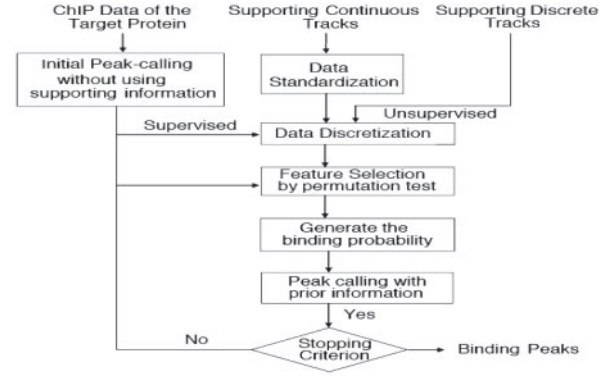 ChIP Data of the
Target Protein
Supporting Continuous
Tracks
Supporting Discrete
Tracks
Initial Peak-calling
without using
supporting information
Data
Standardization
Unsupervised
Supervised
Data Discretization
Feature Selection
by permutation test
Generate the
binding probability
Peak calling with
prior information
Yes
No
Stopping
Criterion
Binding Peaks